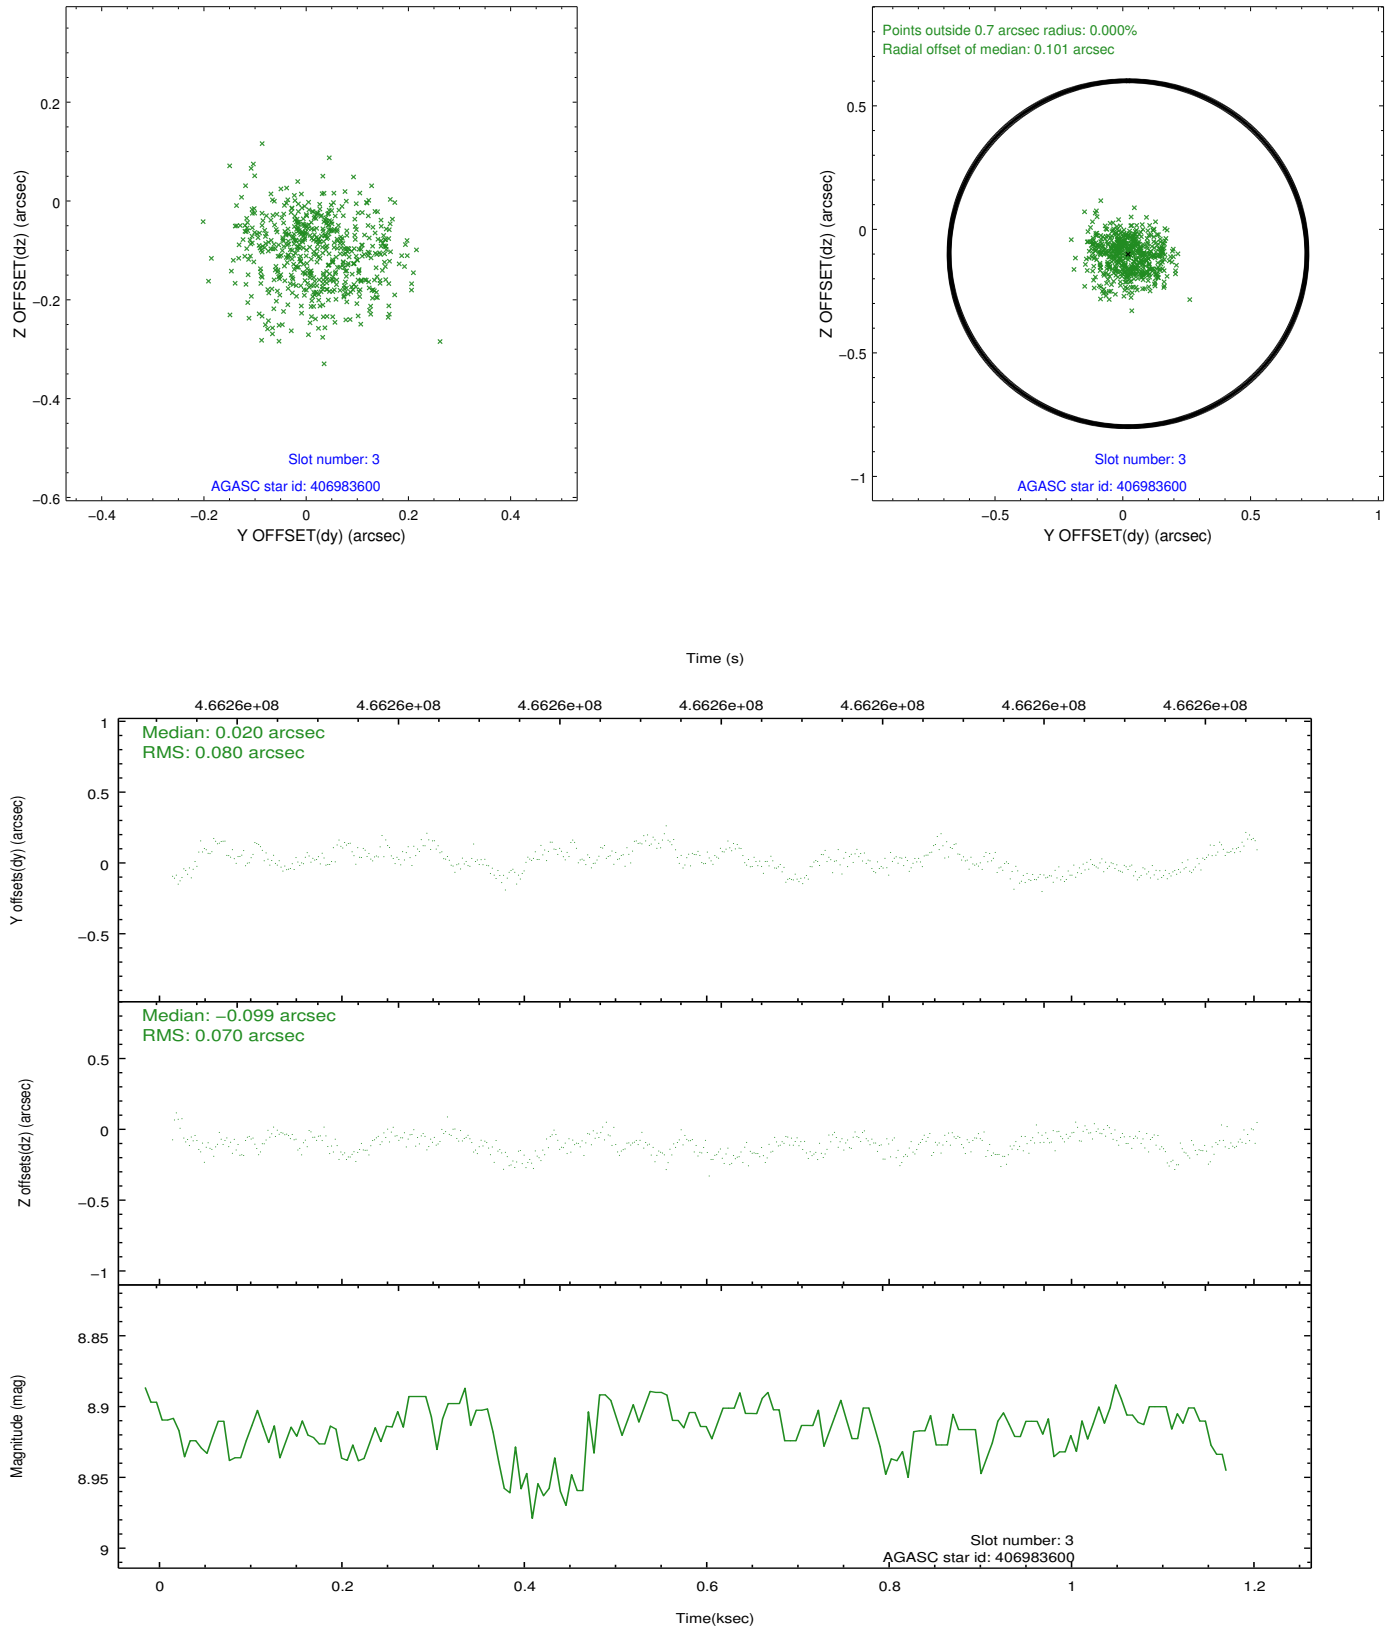 0.2
0
−0.2
−0.4
−0.6
Z OFFSET(dz) (arcsec)
Slot number: 3
AGASC star id: 406983600
−0.4
−0.2
0
0.2
0.4
Y OFFSET(dy) (arcsec)
Points outside 0.7 arcsec radius: 0.000%
Radial offset of median: 0.101 arcsec
0.5
0
−0.5
−1
Z OFFSET(dz) (arcsec)
Slot number: 3
AGASC star id: 406983600
−0.5
0
0.5
1
Y OFFSET(dy) (arcsec)
Time (s)
4.6626e+08
4.6626e+08
4.6626e+08
4.6626e+08
4.6626e+08
4.6626e+08
4.6626e+08
Median: 0.020 arcsec
RMS: 0.080 arcsec
1
0.5
0
−0.5
Y offsets(dy) (arcsec)
Median: −0.099 arcsec
RMS: 0.070 arcsec
0.5
0
−0.5
−1
Z offsets(dz) (arcsec)
8.85
8.9
8.95
9
Magnitude (mag)
Slot number: 3
AGASC star id: 406983600
0
0.2
0.4
0.6
0.8
1
1.2
Time(ksec)